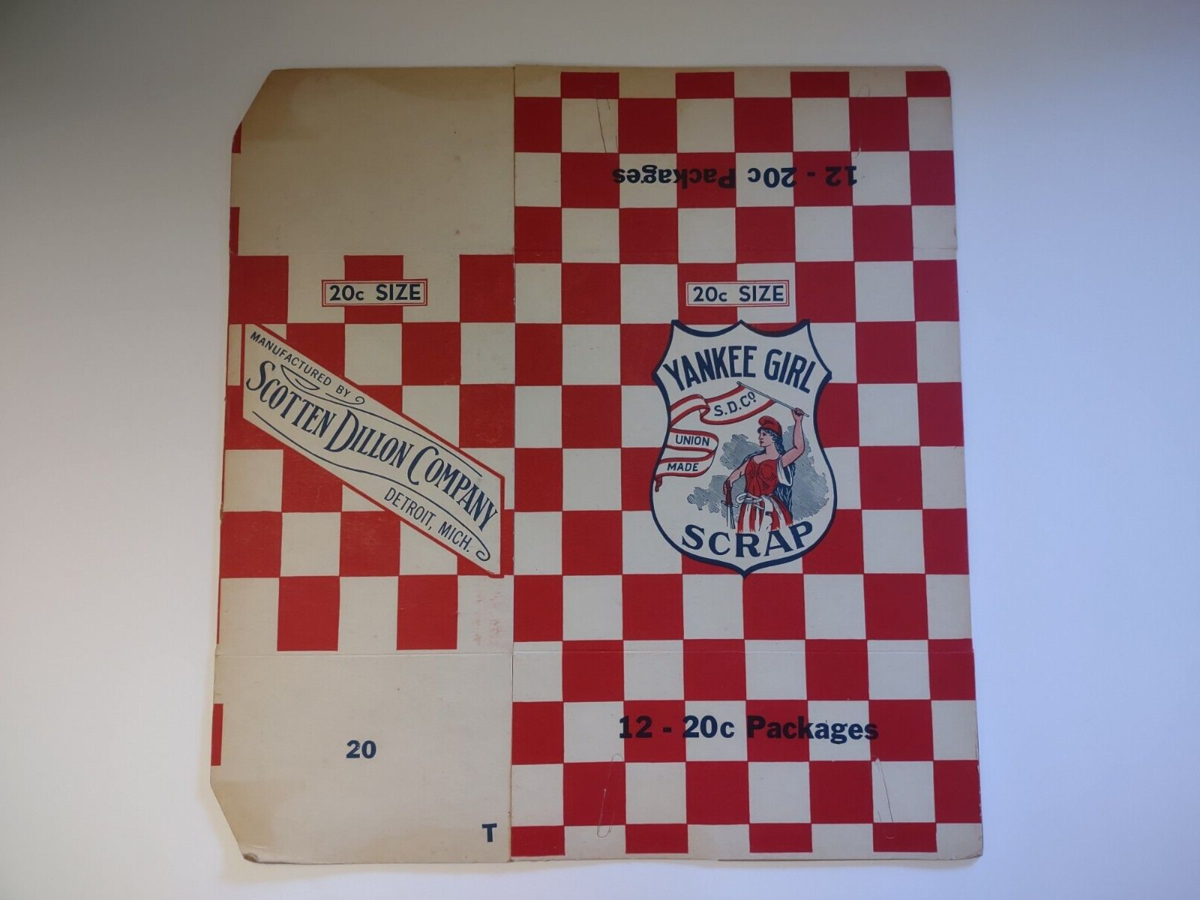 12 - 20c Packages
20c SIZE
MANUFACTURED BY
SCOTTEN DILLON COMPANY
DETROIT, MICH.
20
T
20c SIZE
YANKEE GIRL
S.D.Co
UNION
MADE
SCRAP
12 - 20c Packages